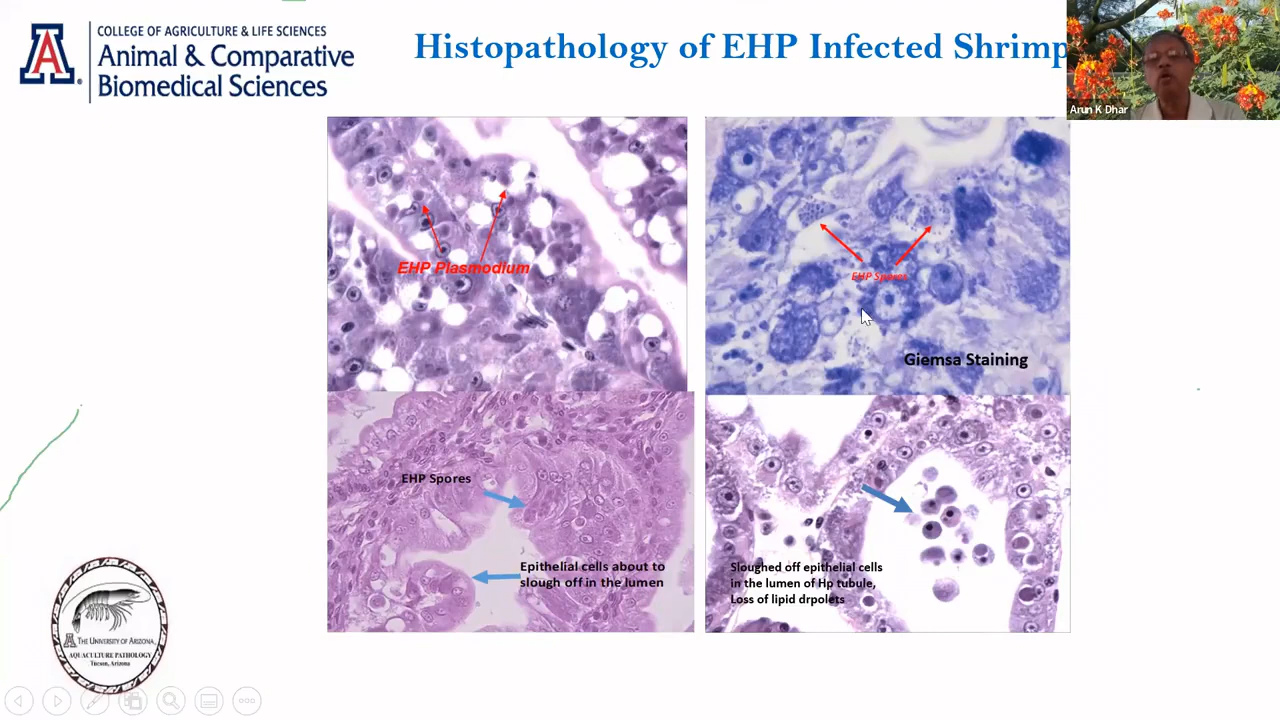 COLLEGE OF AGRICULTURE & LIFE SCIENCES
Animal & Comparative
Biomedical Sciences
A
Histopathology of EHP Infected Shrimp
Arun K Dhar
EHP Plasmodium
EHP Spores
Giemsa Staining
EHP Spores
Epithelial cells about to
slough off in the lumen
Sloughed off epithelial cells
in the lumen of Hp tubule,
Loss of lipid drpolets
A THE UNIVERSITY OF ARIZONA
AQUACULTURE PATHOLOGY
Tucson, Arizona